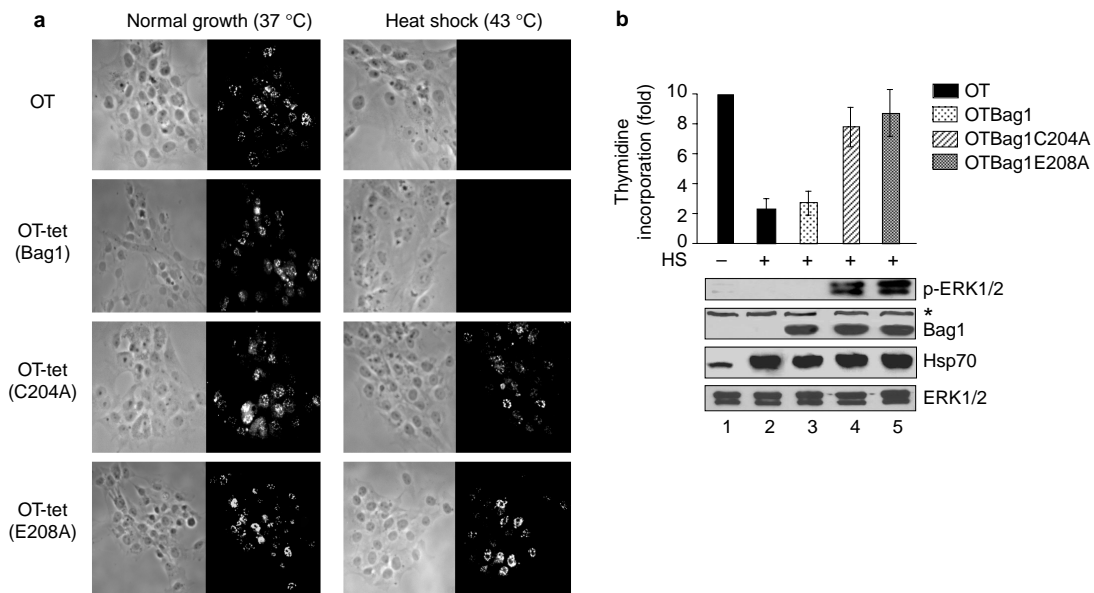 a
Normal growth (37 °C)
Heat shock (43 °C)
OT
OT-tet
(Bag1)
OT-tet
(C204A)
OT-tet
(E208A)
b
Thymidine
incorporation (fold)
10
8
6
4
2
0
OT
OTBag1
OTBag1C204A
OTBag1E208A
HS – + + + +
p-ERK1/2
*
Bag1
Hsp70
ERK1/2
1 2 3 4 5